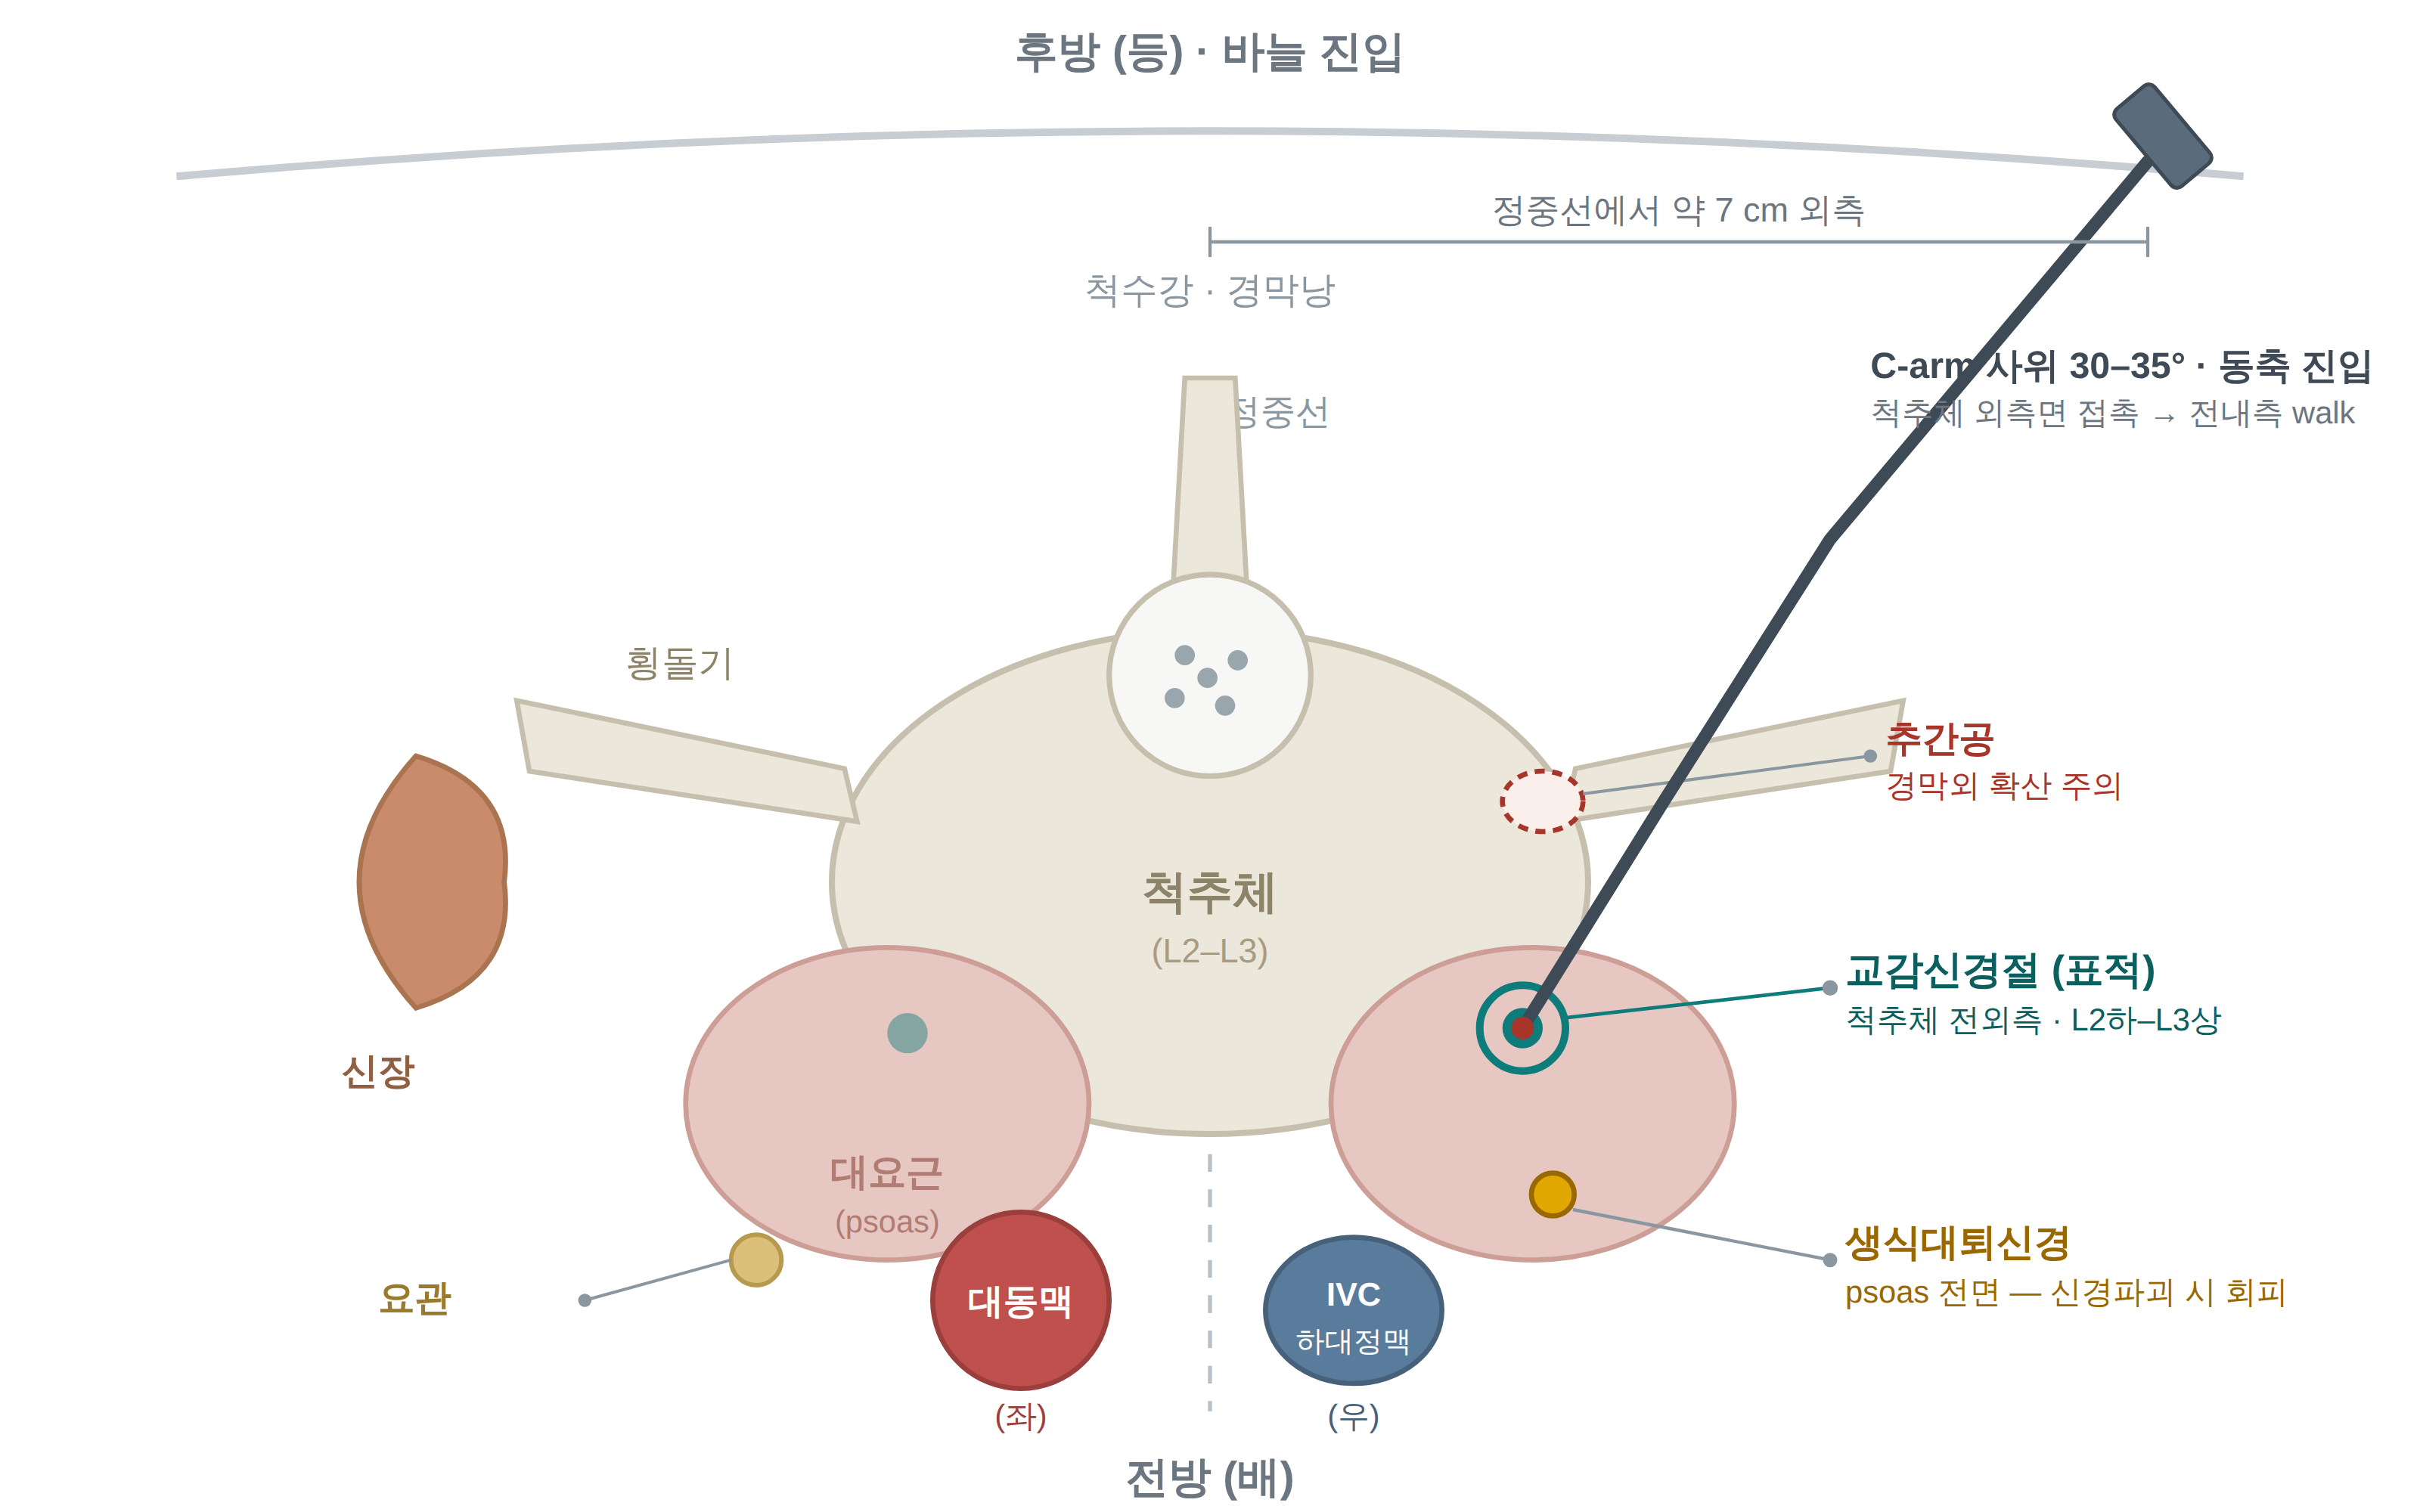 후방 (등) · 바늘 진입
정중선에서 약 7 cm 외측
척수강 · 경막낭
C-arm 사위 30–35° · 동축 진입
정중선
척추체 외측면 접촉 → 전내측 walk
횡돌기
추간공
경막외 확산 주의
척추체
(L2–L3)
교감신경절 (표적)
척추체 전외측 · L2하–L3상
신장
대요근
(psoas)
생식대퇴신경
psoas 전면 — 신경파괴 시 회피
요관
대동맥
IVC
하대정맥
(좌)
(우)
전방 (배)